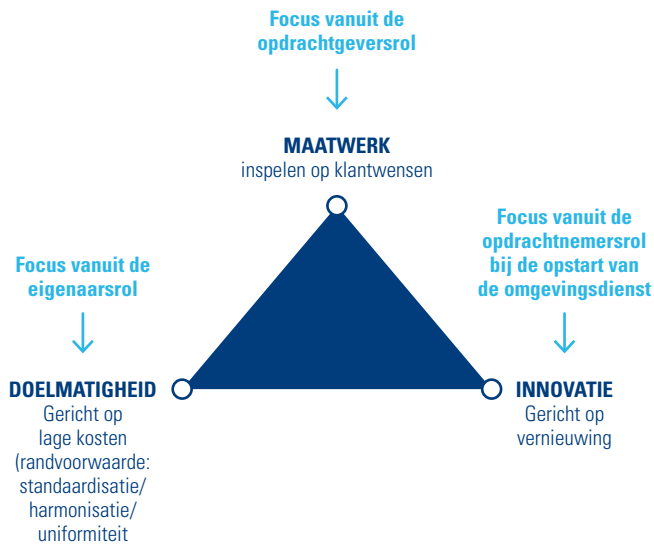 Focus vanuit de
opdrachtgeversrol
MAATWERK
inspelen op klantwensen
Focus vanuit de
eigenaarsrol
Focus vanuit de
opdrachtnemersrol
bij de opstart van
de omgevingsdienst
DOELMATIGHEID
Gericht op
lage kosten
(randvoorwaarde:
standaardisatie/
harmonisatie/
uniformiteit
INNOVATIE
Gericht op
vernieuwing